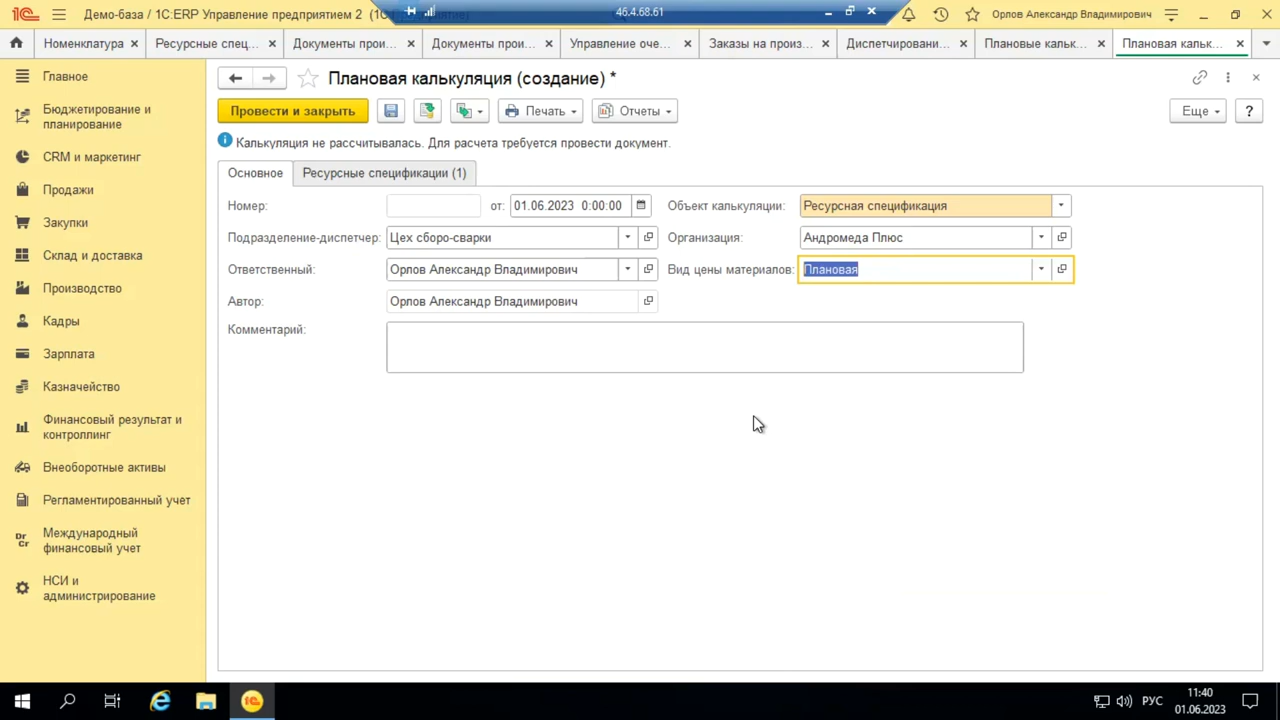 Демо-база / 1С:ERP Управление предприятием 2 (1С
46.4.68.61
Орлов Александр Владимирович
Номенклатура
Ресурсные спец...
Документы прои...
Документы прои...
Управление оче...
Заказы на произ...
Диспетчировани...
Плановые кальк...
Плановая кальк...
Главное
Бюджетирование и
планирование
CRM и маркетинг
Продажи
Закупки
Склад и доставка
Производство
Кадры
Зарплата
Казначейство
Финансовый результат и
контроллинг
Внеоборотные активы
Регламентированный учет
Международный
финансовый учет
НСИ и
администрирование
Плановая калькуляция (создание) *
Провести и закрыть
Печать
Отчеты
Еще
?
Калькуляция не рассчитывалась. Для расчета требуется провести документ.
Основное
Ресурсные спецификации (1)
Номер:
от: 01.06.2023 0:00:00
Объект калькуляции: Ресурсная спецификация
Подразделение-диспетчер: Цех сборо-сварки
Организация: Андромеда Плюс
Ответственный: Орлов Александр Владимирович
Вид цены материалов: Плановая
Автор: Орлов Александр Владимирович
Комментарий:
РУС
11:40
01.06.2023